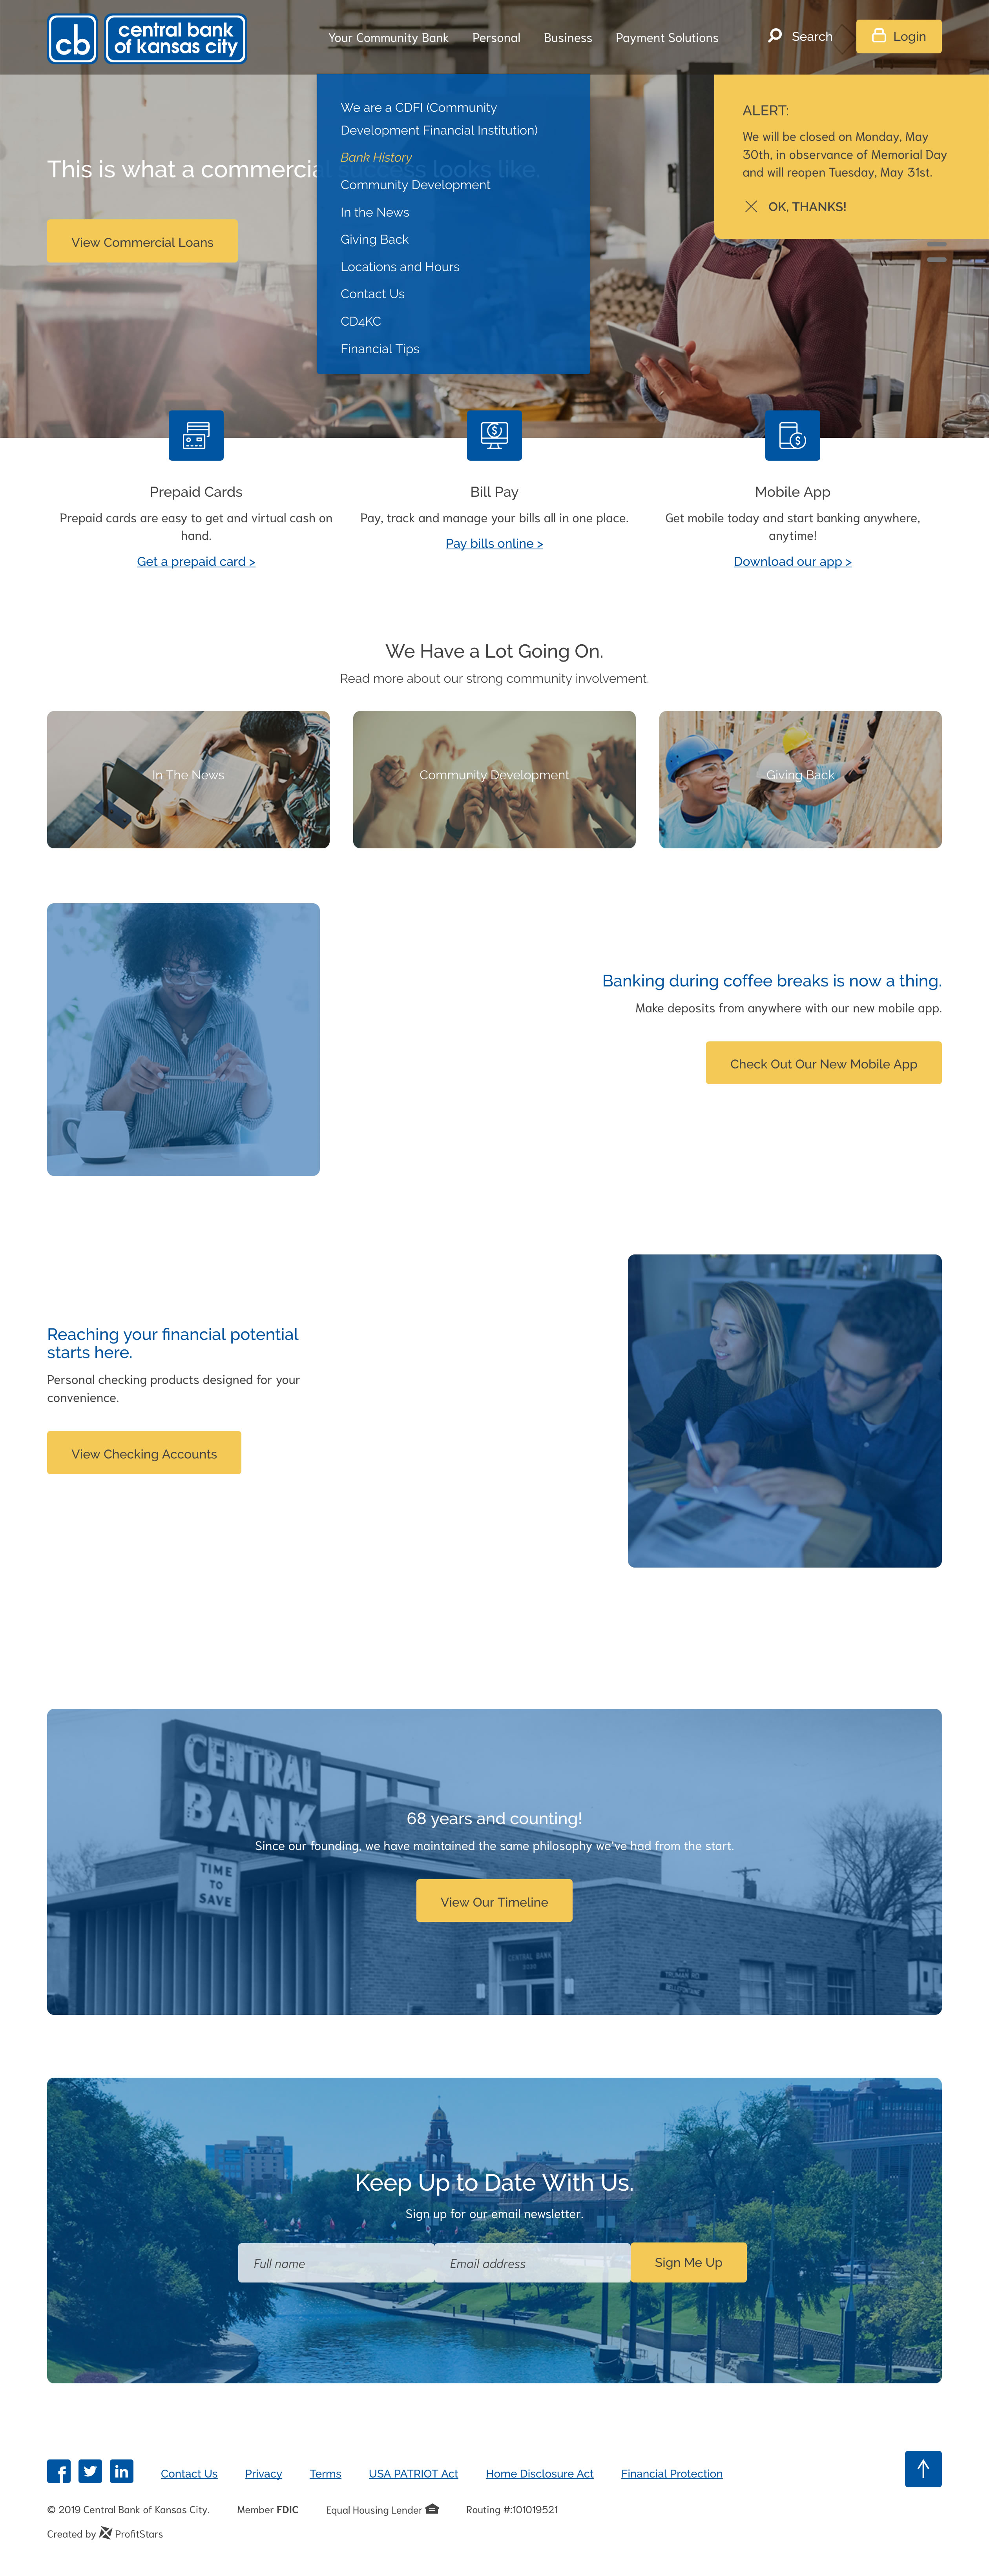 cb central bank
of kansas city
Your Community Bank Personal Business Payment Solutions Search Login
We are a CDFI (Community
Development Financial Institution)
Bank History
Community Development
In the News
Giving Back
Locations and Hours
Contact Us
CD4KC
Financial Tips
This is what a commercial success looks like.
View Commercial Loans
ALERT:
We will be closed on Monday, May
30th, in observance of Memorial Day
and will reopen Tuesday, May 31st.
OK, THANKS!
Prepaid Cards
Prepaid cards are easy to get and virtual cash on
hand.
Get a prepaid card >
Bill Pay
Pay, track and manage your bills all in one place.
Pay bills online >
Mobile App
Get mobile today and start banking anywhere,
anytime!
Download our app >
We Have a Lot Going On.
Read more about our strong community involvement.
In The News
Community Development
Giving Back
Banking during coffee breaks is now a thing.
Make deposits from anywhere with our new mobile app.
Check Out Our New Mobile App
Reaching your financial potential
starts here.
Personal checking products designed for your
convenience.
View Checking Accounts
CENTRAL
BANK
TIME
TO
SAVE
68 years and counting!
Since our founding, we have maintained the same philosophy we've had from the start.
View Our Timeline
CENTRAL BANK
TRUMAN RD.
Keep Up to Date With Us.
Sign up for our email newsletter.
Full name
Email address
Sign Me Up
Contact Us Privacy Terms USA PATRIOT Act Home Disclosure Act Financial Protection
© 2019 Central Bank of Kansas City. Member FDIC Equal Housing Lender Routing #:101019521
Created by ProfitStars